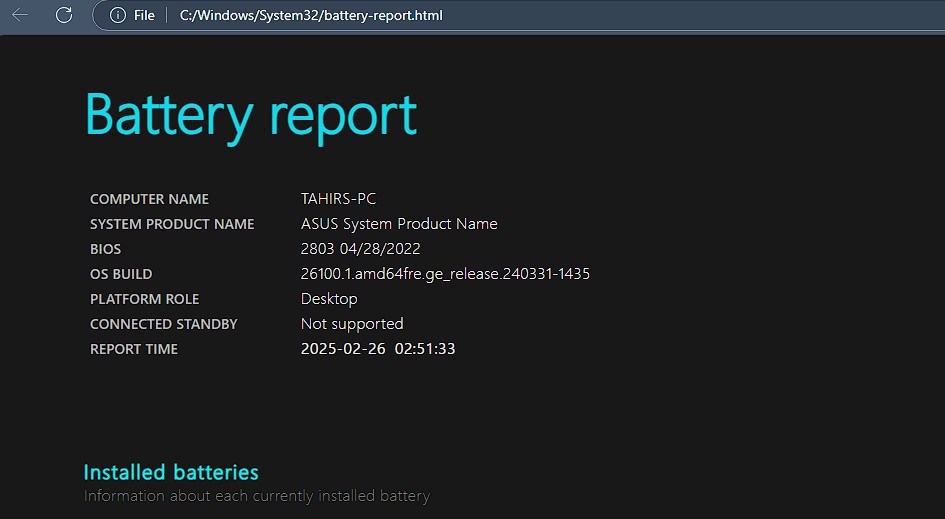 File C:/Windows/System32/battery-report.html
Battery report
COMPUTER NAME TAHIRS-PC
SYSTEM PRODUCT NAME ASUS System Product Name
BIOS 2803 04/28/2022
OS BUILD 26100.1.amd64fre.ge_release.240331-1435
PLATFORM ROLE Desktop
CONNECTED STANDBY Not supported
REPORT TIME 2025-02-26 02:51:33
Installed batteries
Information about each currently installed battery